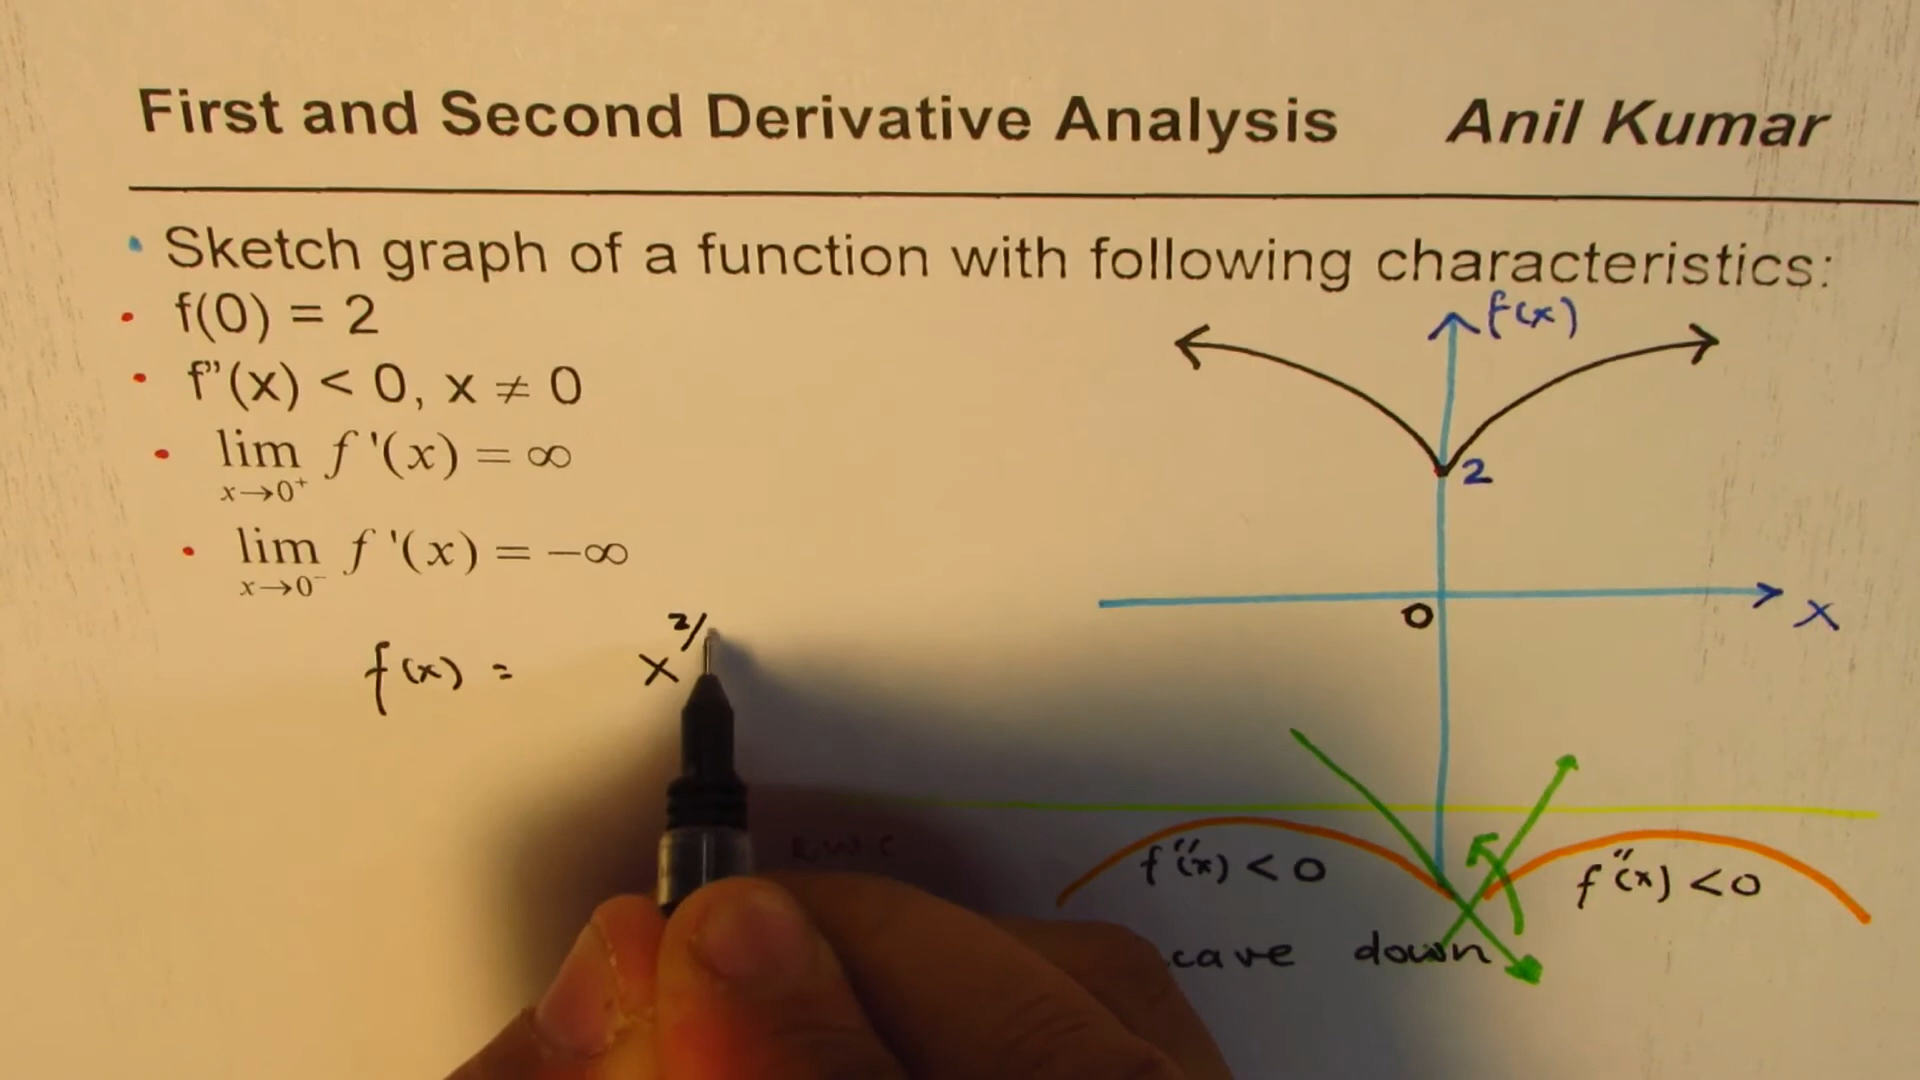 First and Second Derivative Analysis Anil Kumar
• Sketch graph of a function with following characteristics:
• f(0) = 2
• f”(x) < 0, x ≠ 0
• lim x→0⁺ f '(x) = ∞
• lim x→0⁻ f '(x) = −∞
f(x) = x^2/
f(x)
2
0
x
f"(x) < 0
f"(x) < 0
cave down